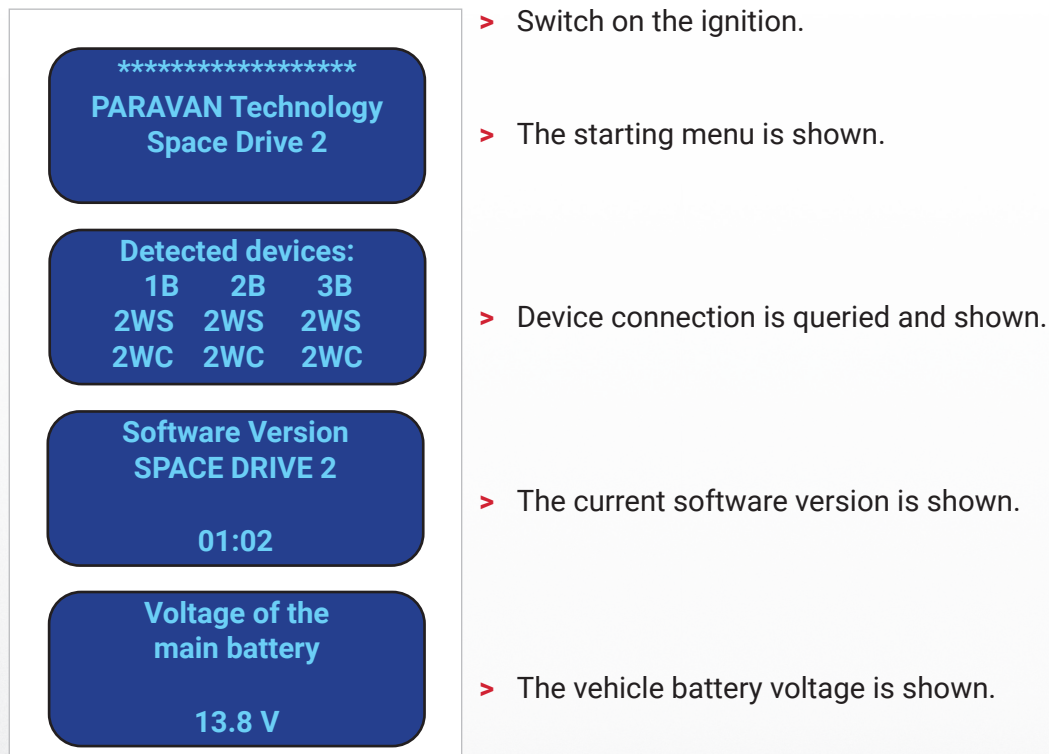 > Switch on the ignition.
******************
PARAVAN Technology
Space Drive 2
> The starting menu is shown.
Detected devices:
1B 2B 3B
2WS 2WS 2WS
2WC 2WC 2WC
> Device connection is queried and shown.
Software Version
SPACE DRIVE 2
01:02
> The current software version is shown.
Voltage of the
main battery
13.8 V
> The vehicle battery voltage is shown.